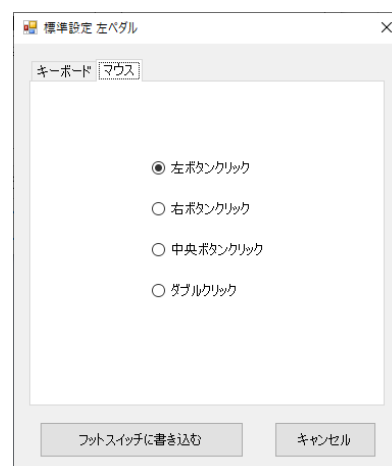 標準設定 左ペダル
キーボード マウス
左ボタンクリック
右ボタンクリック
中央ボタンクリック
ダブルクリック
フットスイッチに書き込む キャンセル